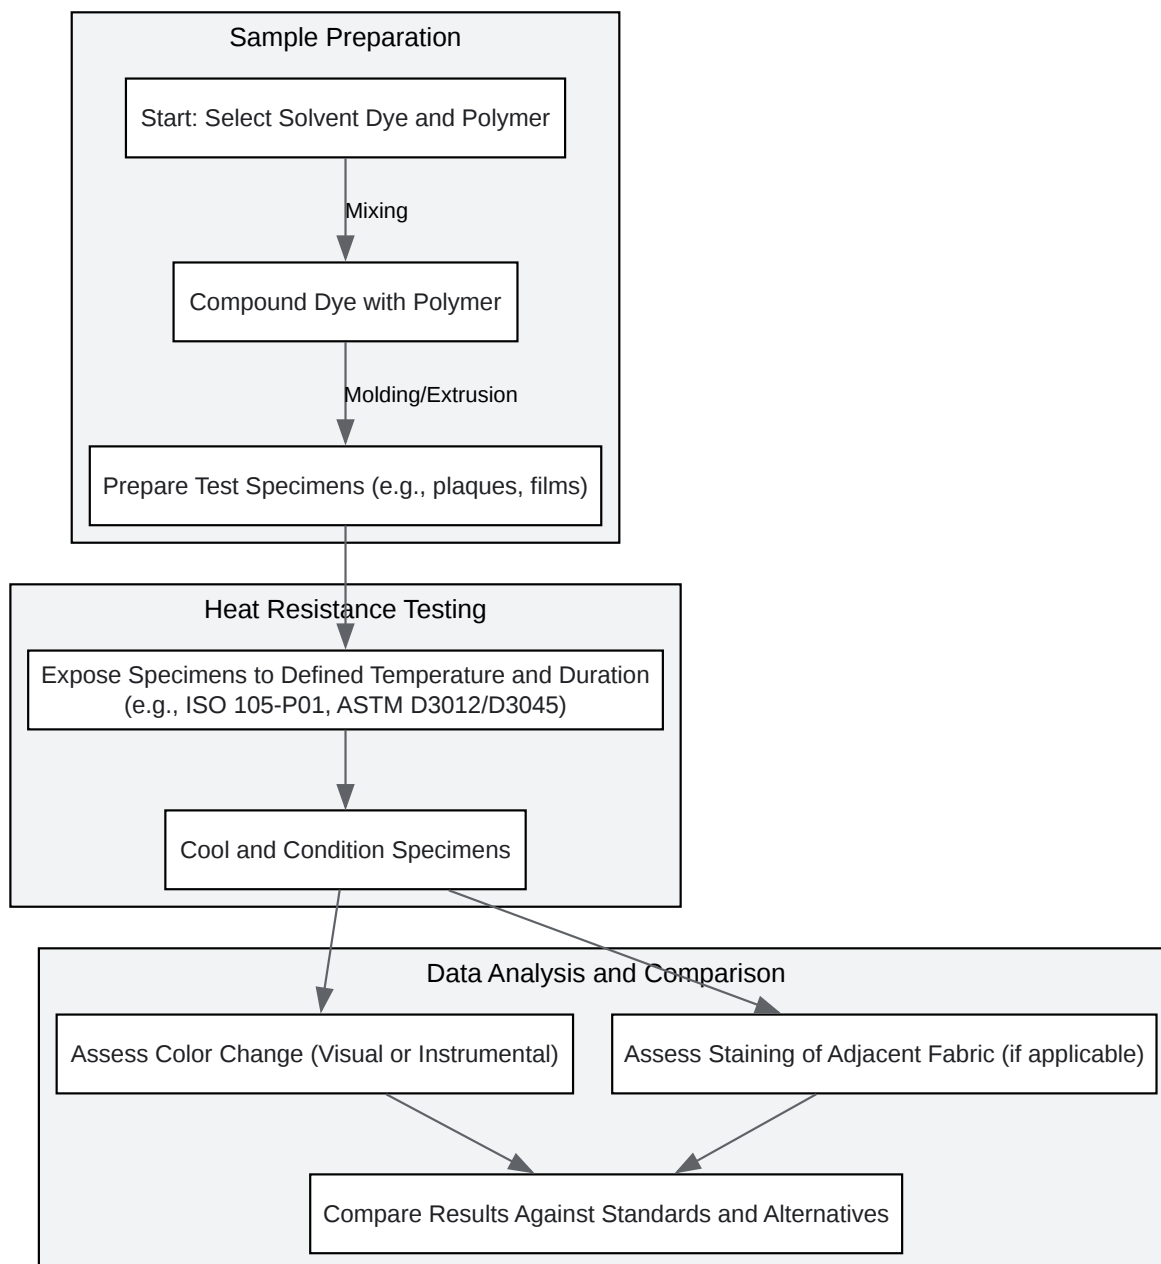 Sample Preparation
Start: Select Solvent Dye and Polymer
Mixing
Compound Dye with Polymer
Molding/Extrusion
Prepare Test Specimens (e.g., plaques, films)
Heat Resistance Testing
Expose Specimens to Defined Temperature and Duration
(e.g., ISO 105-P01, ASTM D3012/D3045)
Cool and Condition Specimens
Data Analysis and Comparison
Assess Color Change (Visual or Instrumental)
Assess Staining of Adjacent Fabric (if applicable)
Compare Results Against Standards and Alternatives